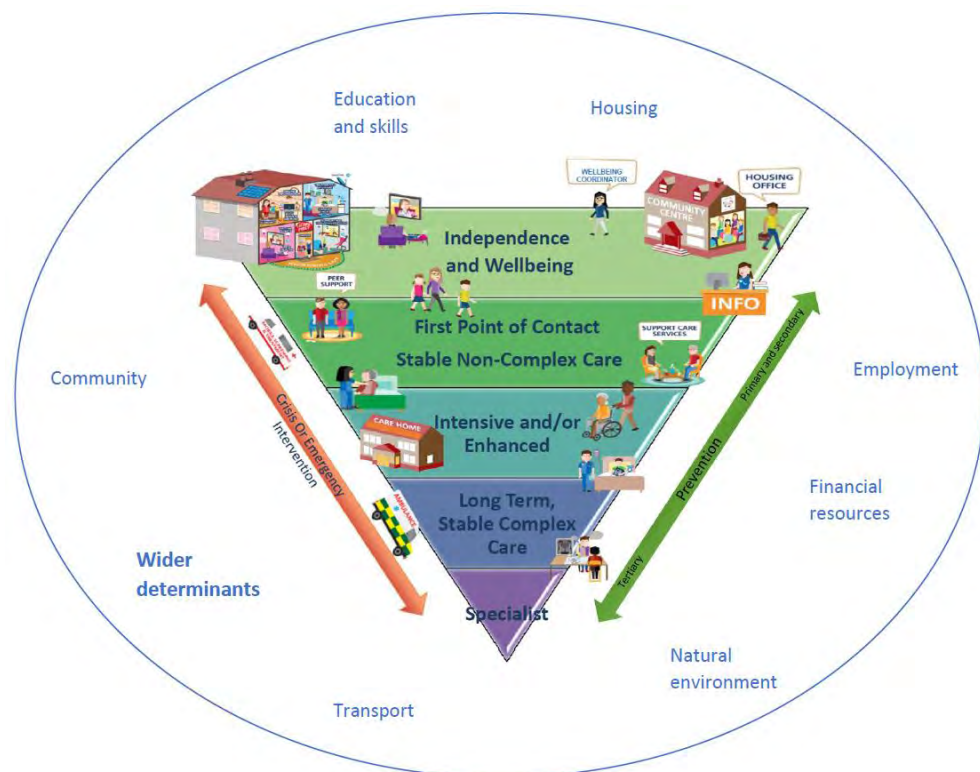 Education
and skills
Housing
WELLBEING
COORDINATOR
HOUSING
OFFICE
COMMUNITY
CENTRE
Independence
and Wellbeing
PEER
SUPPORT
INFO
First Point of Contact
Stable Non-Complex Care
SUPPORT CARE
SERVICES
Community
Employment
Crisis Or Emergency
Intervention
CARE HOME
Intensive and/or
Enhanced
Primary and secondary
Prevention
Tertiary
Financial
resources
AMBULANCE
Long Term,
Stable Complex
Care
Wider
determinants
Specialist
Natural
environment
Transport